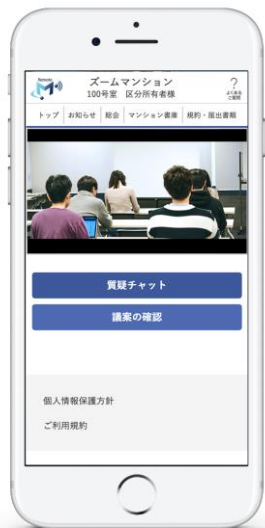 ズームマンション
100号室 区分所有者様
?
よくある
ご質問
トップ お知らせ 総会 マンション書庫 規約・届出書類
質疑チャット
議案の確認
個人情報保護方針
ご利用規約